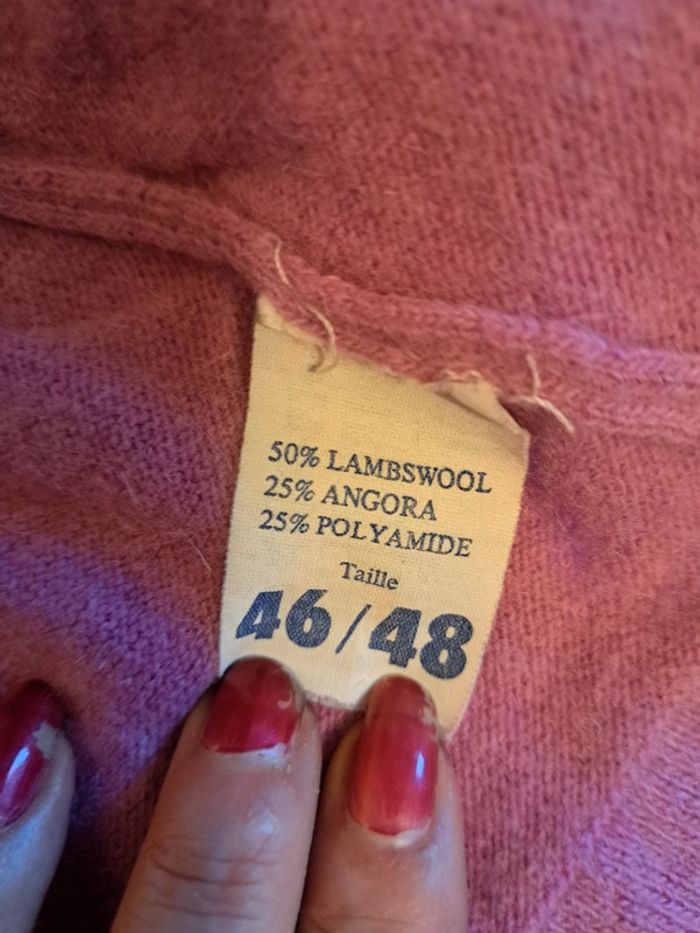 50% LAMBSWOOL
25% ANGORA
25% POLYAMIDE
Taille
46/48